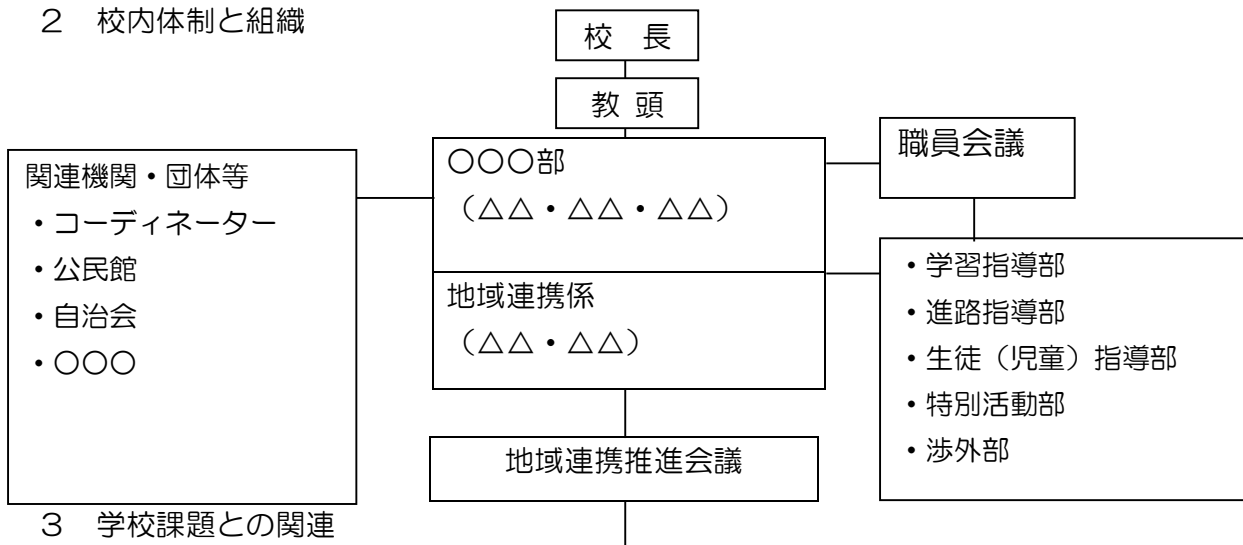 ２　校内体制と組織
校　長
教 頭
関連機関・団体等
・コーディネーター
・公民館
・自治会
・〇〇〇
〇〇〇部
（△△・△△・△△）
地域連携係
（△△・△△）
地域連携推進会議
職員会議
・学習指導部
・進路指導部
・生徒（児童）指導部
・特別活動部
・渉外部
３　学校課題との関連